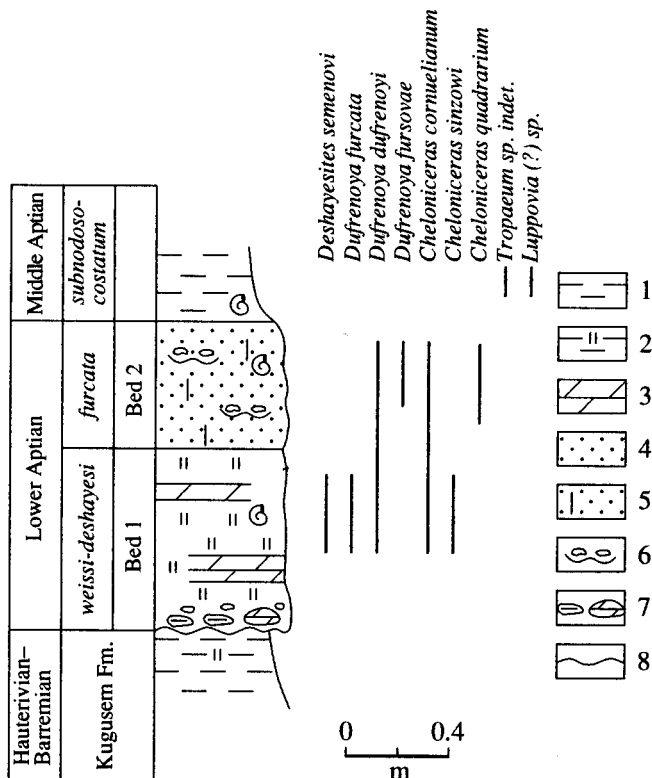 Deshayesites semenovi
Dufrenoya furcata
Dufrenoya dufrenoyi
Dufrenoya fursovae
Cheloniceras cornuelianum
Cheloniceras sinzowi
Cheloniceras quadrarium
Tropaeum sp. indet.
Luppovia (?) sp.
Middle Aptian
subnodoso-
costatum
Lower Aptian
furcata
Bed 2
weissi-deshayesi
Bed 1
Hauterivian–
Barremian
Kugusem Fm.
1
2
3
4
5
6
7
8
0 0.4
m